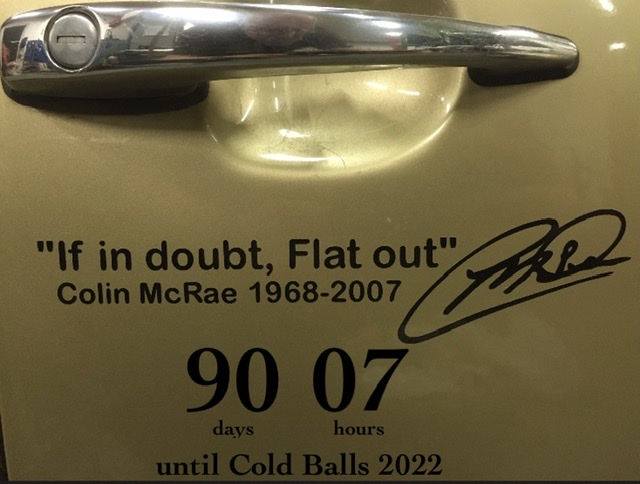 "If in doubt, Flat out"
Colin McRae 1968-2007
90 07
days hours
until Cold Balls 2022